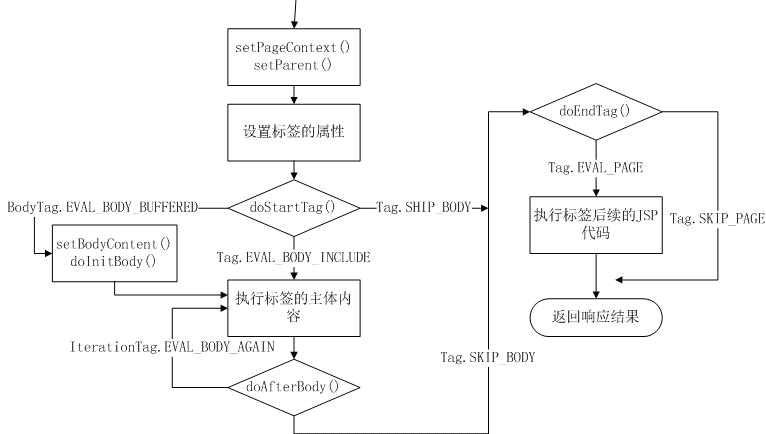 setPageContext()
setParent()
设置标签的属性
doStartTag()
BodyTag.EVAL_BODY_BUFFERED
Tag.SHIP_BODY
setBodyContent()
doInitBody()
Tag.EVAL_BODY_INCLUDE
执行标签的主体内
容
IterationTag.EVAL_BODY_AGAIN
doAfterBody()
Tag.SKIP_BODY
doEndTag()
Tag.EVAL_PAGE
执行标签后续的JSP
代码
Tag.SKIP_PAGE
返回响应结果